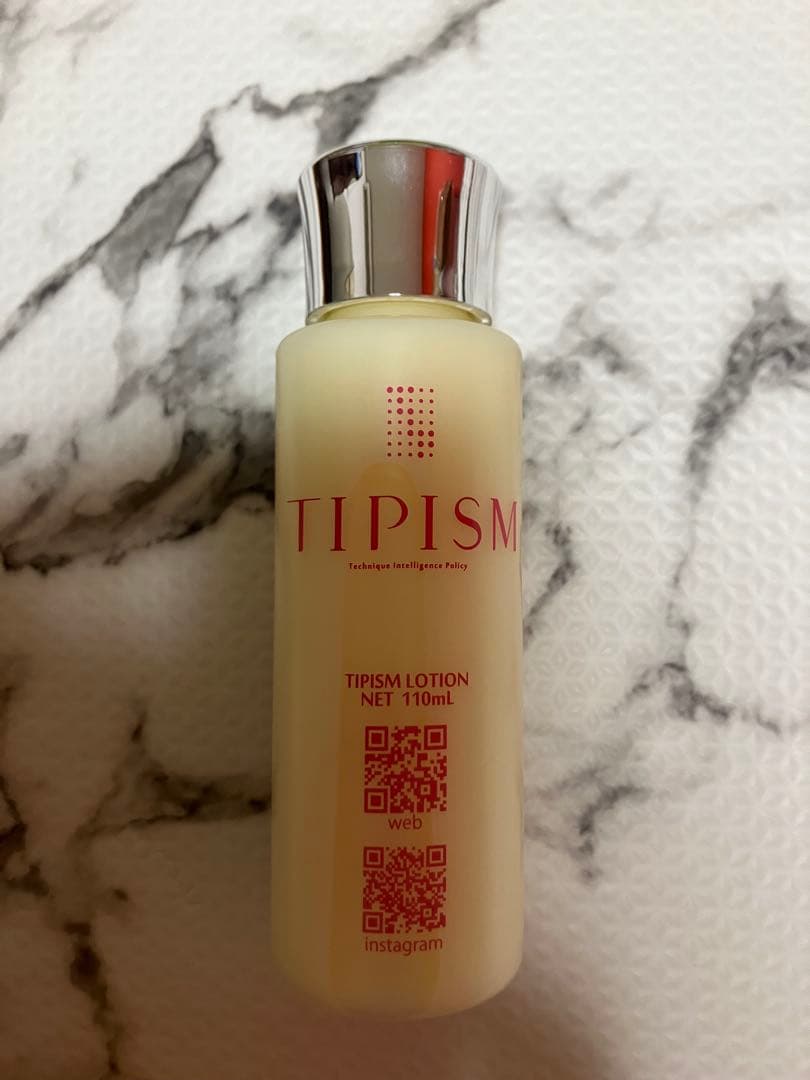 TIPISM
Technique Intelligence Policy
TIPISM LOTION
NET 110mL
web
instagram